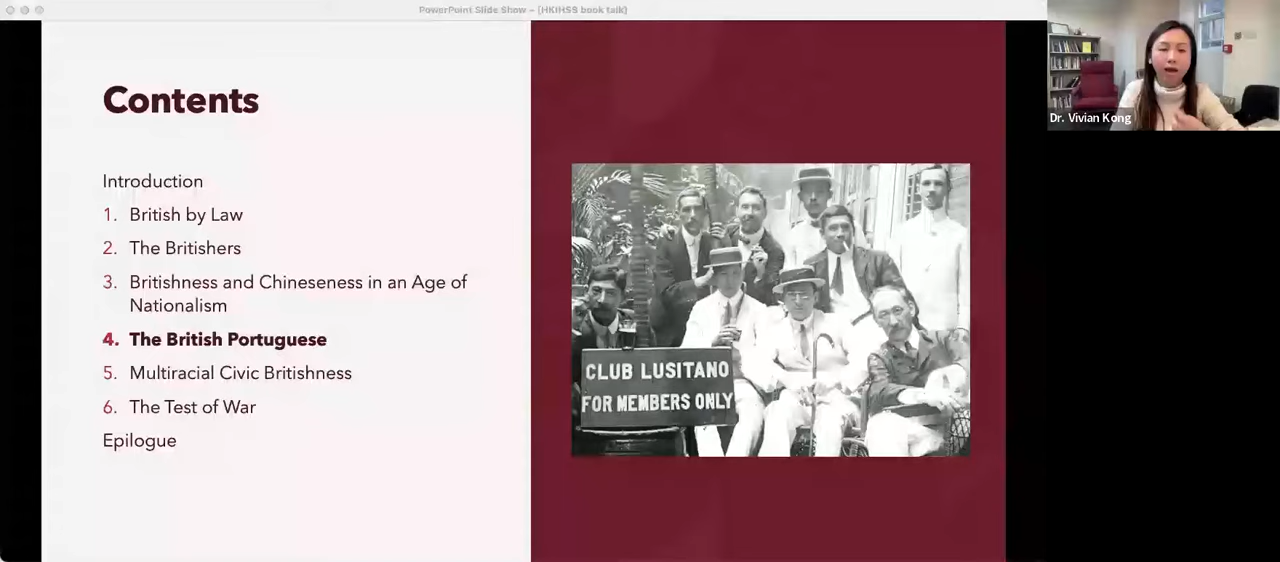 PowerPoint Slide Show - [HKIHSS book talk]
Contents
Introduction
1. British by Law
2. The Britishers
3. Britishness and Chineseness in an Age of
Nationalism
4. The British Portuguese
5. Multiracial Civic Britishness
6. The Test of War
Epilogue
CLUB LUSITANO
FOR MEMBERS ONLY
Dr. Vivian Kong